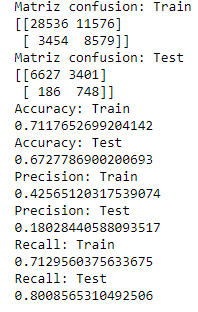 Matriz confusion: Train
[[28536 11576]
 [ 3454  8579]]
Matriz confusion: Test
[[6627 3401]
 [ 186  748]]
Accuracy: Train
0.7117652699204142
Accuracy: Test
0.6727786900200693
Precision: Train
0.42565120317539074
Precision: Test
0.18028440588093517
Recall: Train
0.7129560375633675
Recall: Test
0.8008565310492506